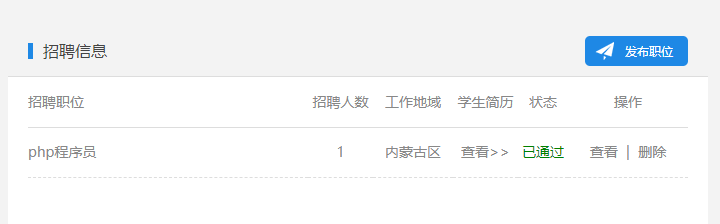 招聘信息 发布职位
招聘职位 招聘人数 工作地域 学生简历 状态 操作
php程序员 1 内蒙古区 查看>> 已通过 查看 | 删除